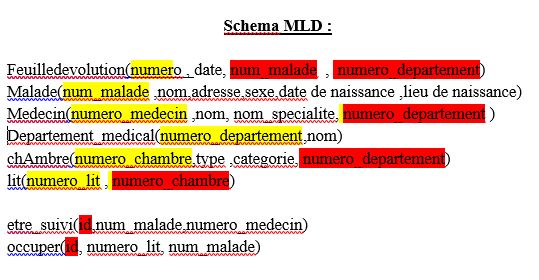 Schema MLD :
Feuilledevolution(numero , date, num_malade , numero_departement)
Malade(num_malade ,nom,adresse,sexe,date de naissance ,lieu de naissance)
Medecin(numero_medecin ,nom, nom_specialite, numero_departement )
Departement_medical(numero_departement,nom)
chAmbre(numero_chambre,type ,categorie, numero_departement)
lit(numero_lit , numero_chambre)
etre_suivi(id,num_malade,numero_medecin)
occuper(id, numero_lit, num_malade)